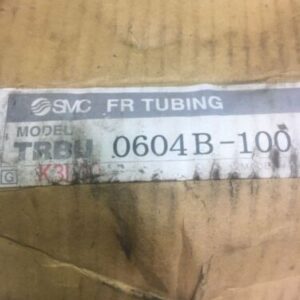 SMC FR TUBING
MODEL
TRBU 0604B-100
G